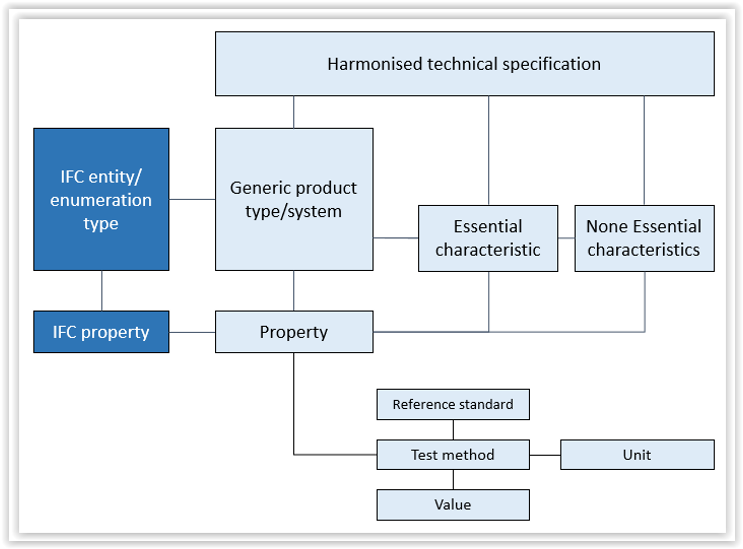 Harmonised technical specification
IFC entity/
enumeration
type
Generic product
type/system
Essential
characteristic
None Essential
characteristics
IFC property
Property
Reference standard
Test method
Unit
Value